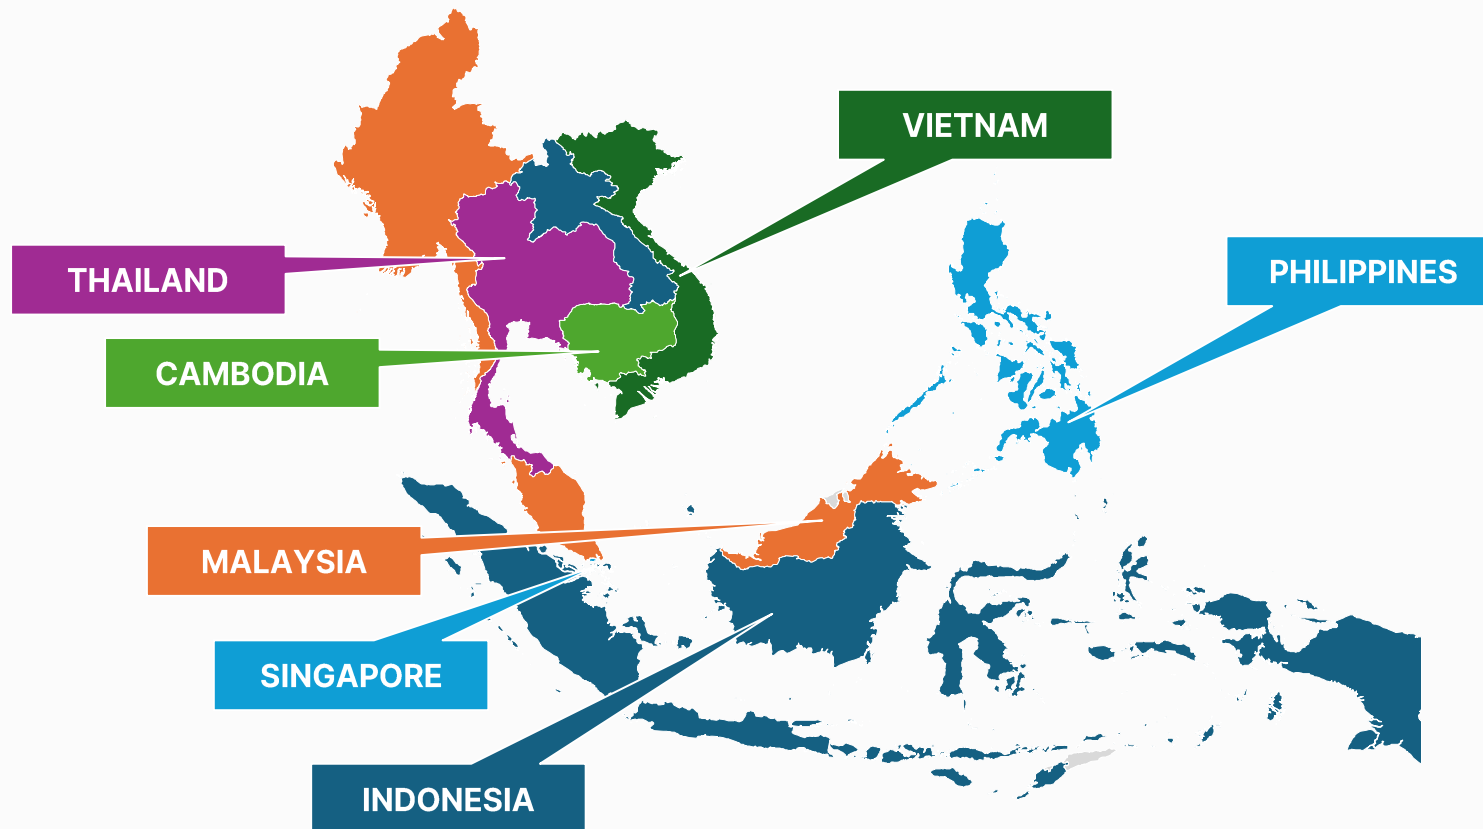 VIETNAM
PHILIPPINES
THAILAND
CAMBODIA
MALAYSIA
SINGAPORE
INDONESIA